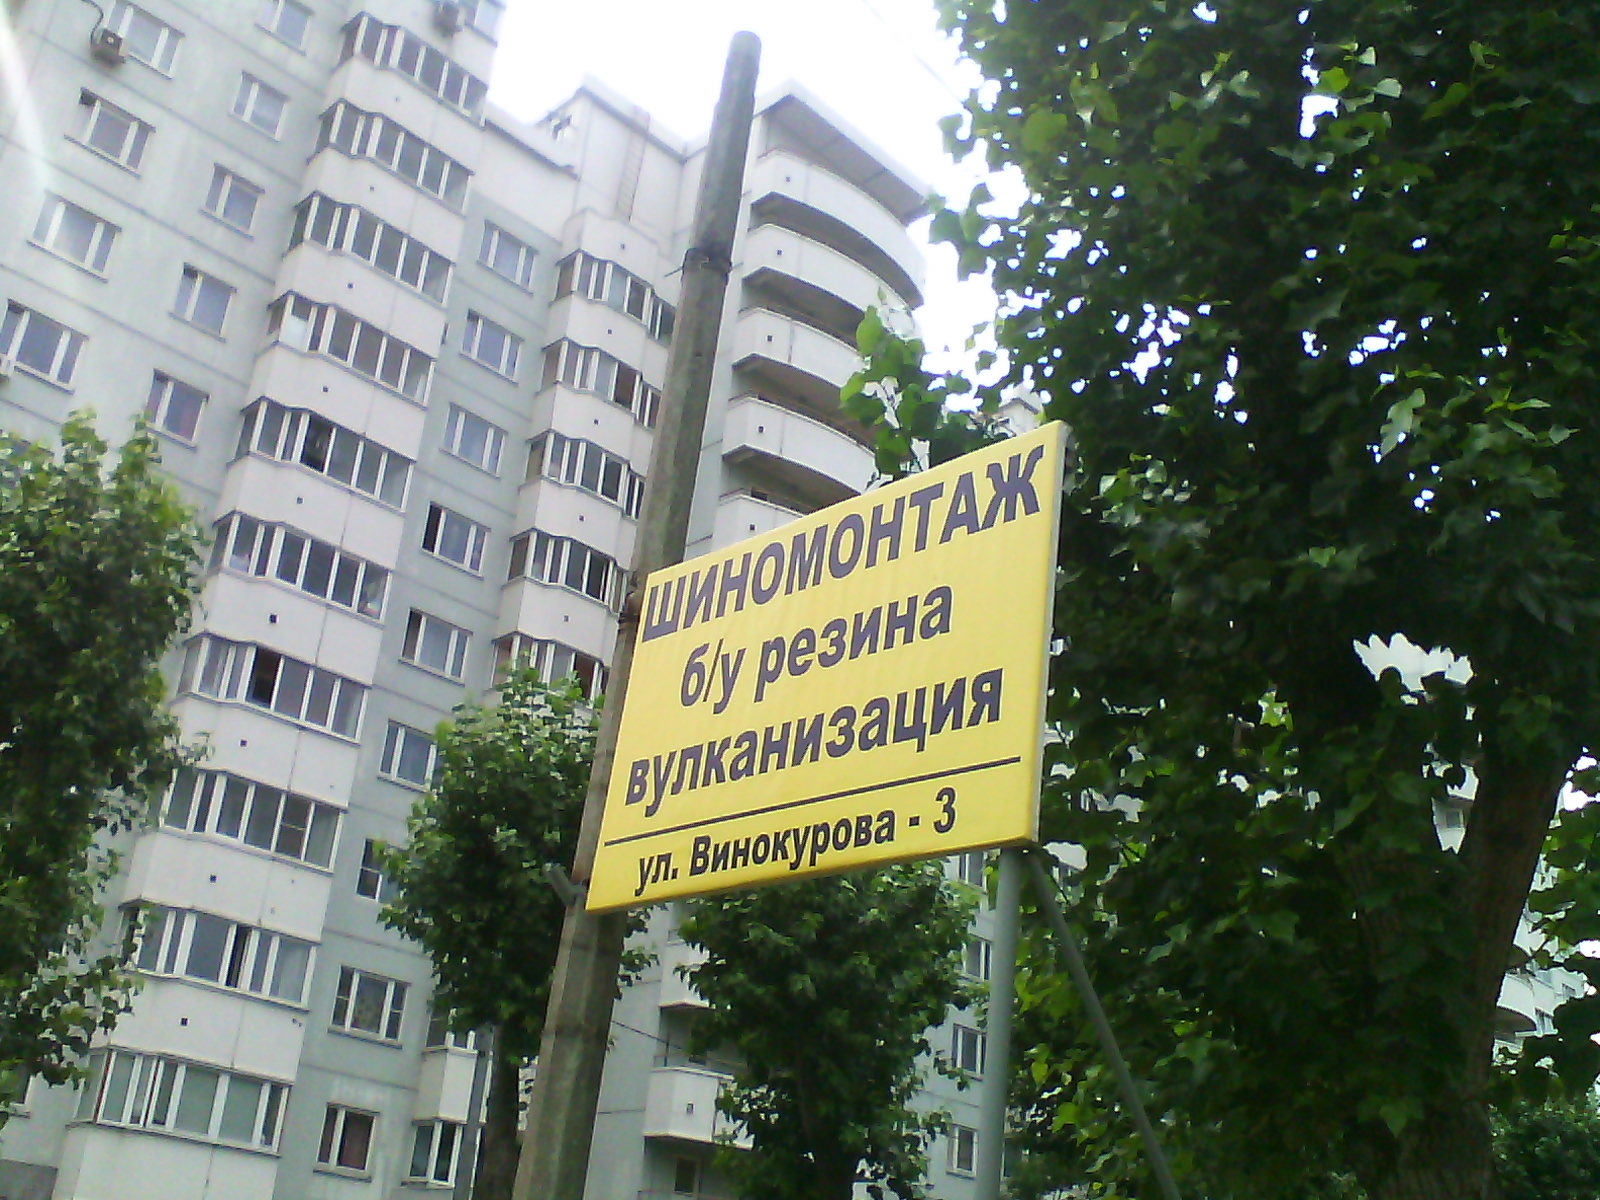 ШИНОМОНТАЖ
б/у резина
вулканизация
ул. Винокурова - 3